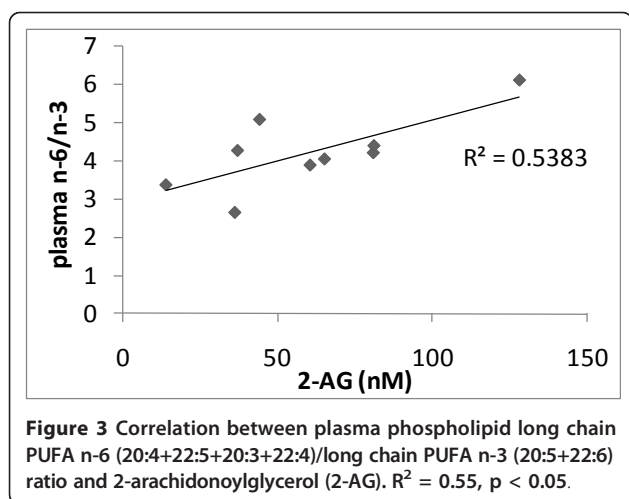 7
6
5
4
3
2
1
0
plasma n-6/n-3
R² = 0.5383
0 50 100 150
2-AG (nM)
Figure 3 Correlation between plasma phospholipid long chain
PUFA n-6 (20:4+22:5+20:3+22:4)/long chain PUFA n-3 (20:5+22:6)
ratio and 2-arachidonoylglycerol (2-AG). R² = 0.55, p < 0.05.